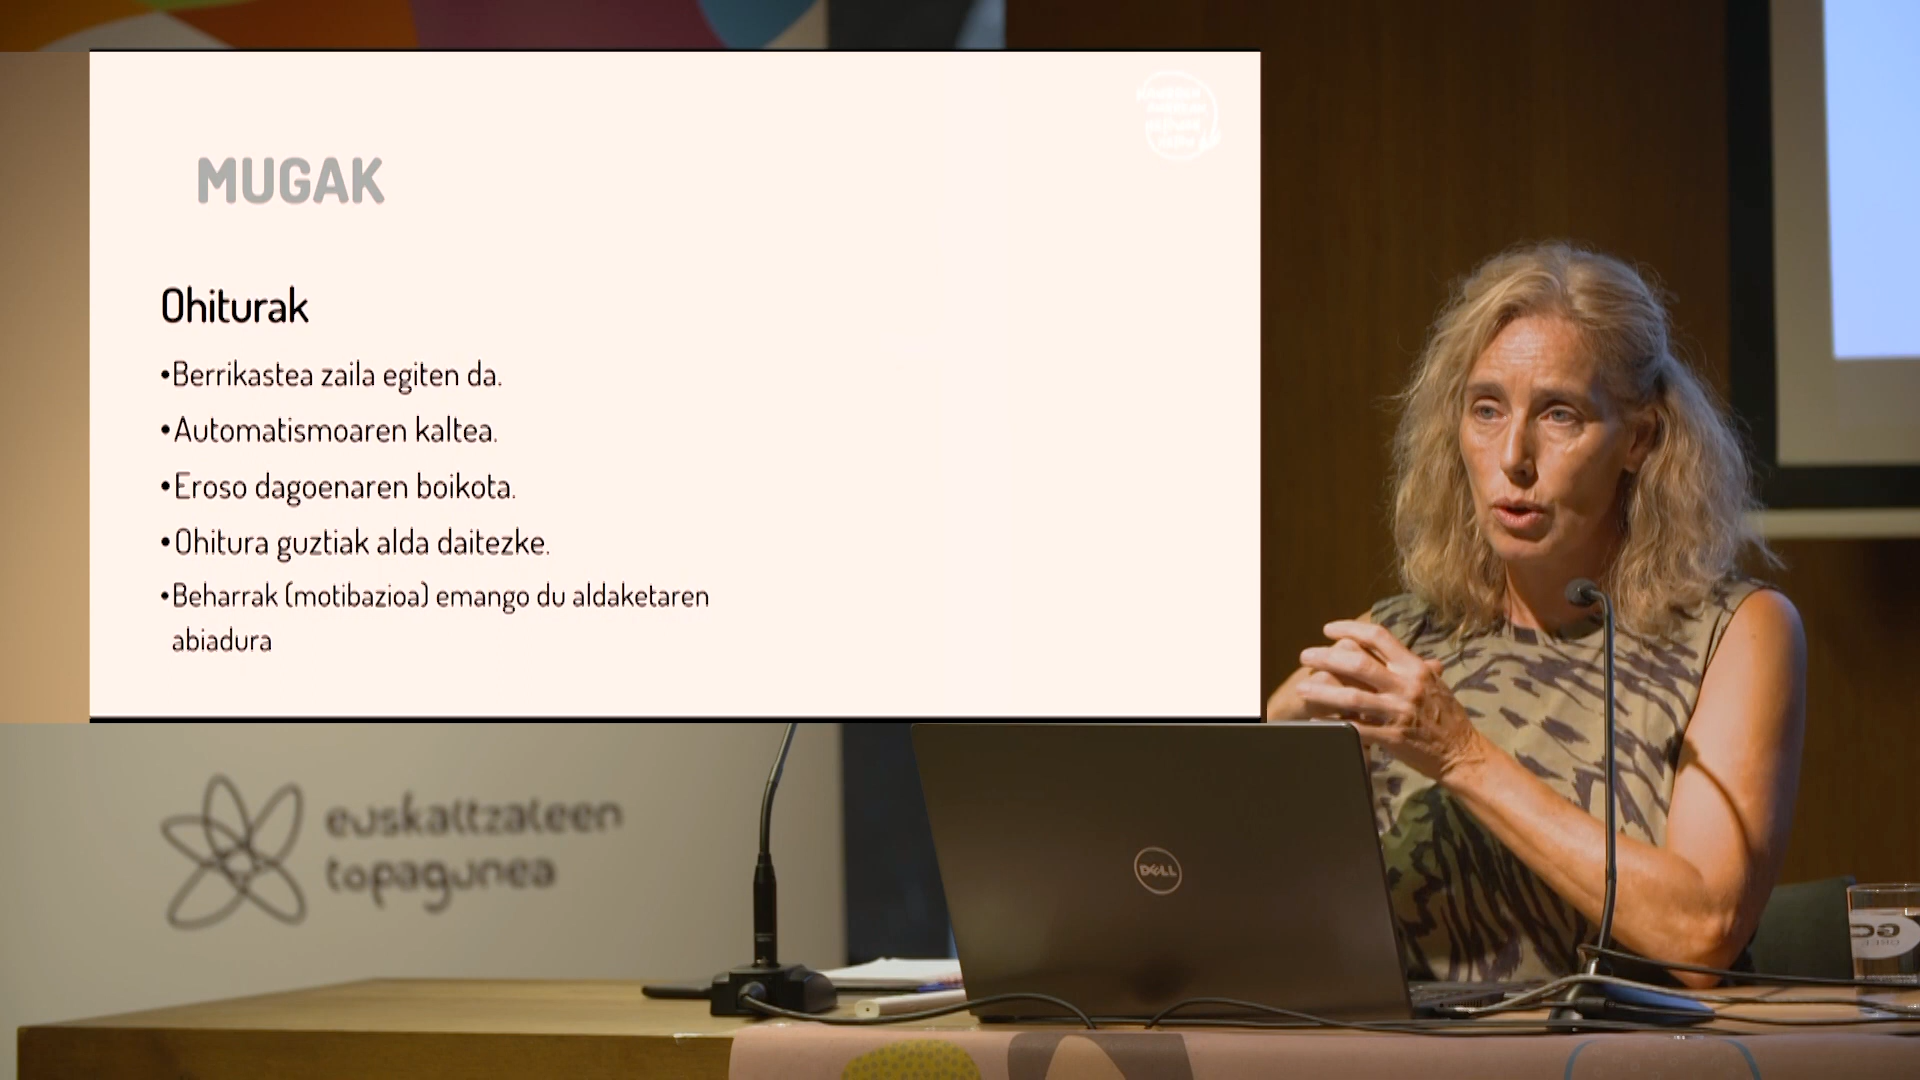 MUGAK
Ohiturak
•Berrikastea zaila egiten da.
•Automatismoaren kaltea.
•Eroso dagoenaren boikota.
•Ohitura guztiak alda daitezke.
•Beharrak (motibazioa) emango du aldaketaren
abiadura
euskaltzaleen
topagunea
DELL